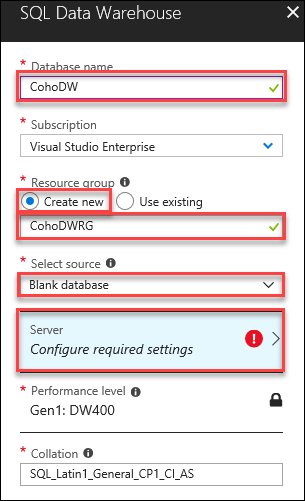 SQL Data Warehouse
* Database name
CohoDW
* Subscription
Visual Studio Enterprise
* Resource group
Create new Use existing
CohoDWRG
* Select source
Blank database
Server
Configure required settings
* Performance level
Gen1: DW400
* Collation
SQL_Latin1_General_CP1_CI_AS